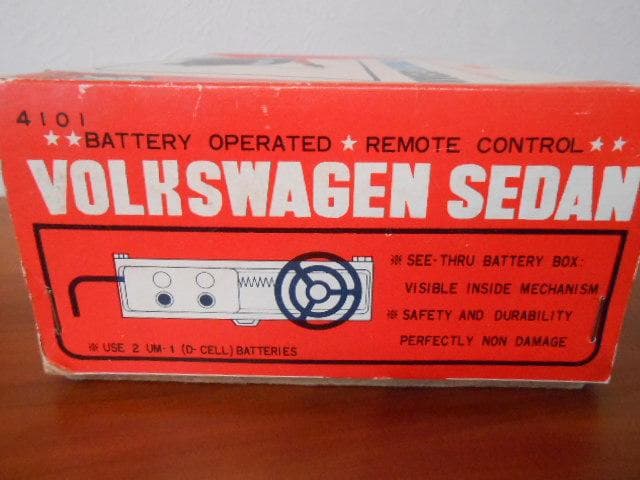 4101
★★BATTERY OPERATED ★ REMOTE CONTROL★★
VOLKSWAGEN SEDAN
※ SEE-THRU BATTERY BOX:
VISIBLE INSIDE MECHANISM
※ SAFETY AND DURABILITY
PERFECTLY NON DAMAGE
※ USE 2 UM-1 (D-CELL) BATTERIES